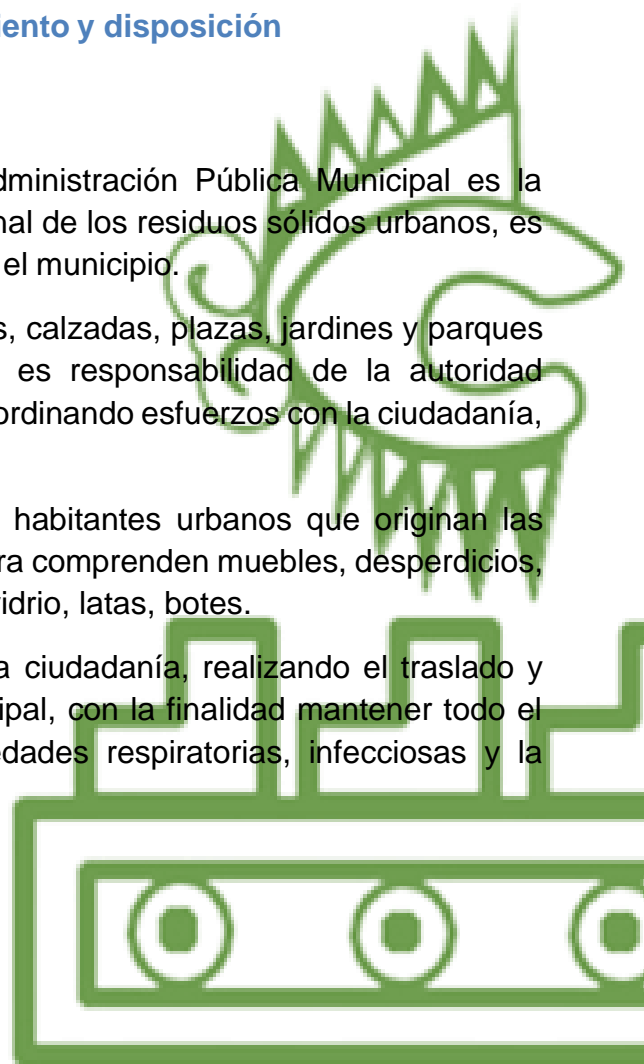 iento y disposición
dministración Pública Municipal es la
nal de los residuos sólidos urbanos, es
el municipio.
s, calzadas, plazas, jardines y parques
es responsabilidad de la autoridad
ordinando esfuerzos con la ciudadanía,
habitantes urbanos que originan las
ra comprenden muebles, desperdicios,
idrio, latas, botes.
a ciudadanía, realizando el traslado y
ipal, con la finalidad mantener todo el
edades respiratorias, infecciosas y la